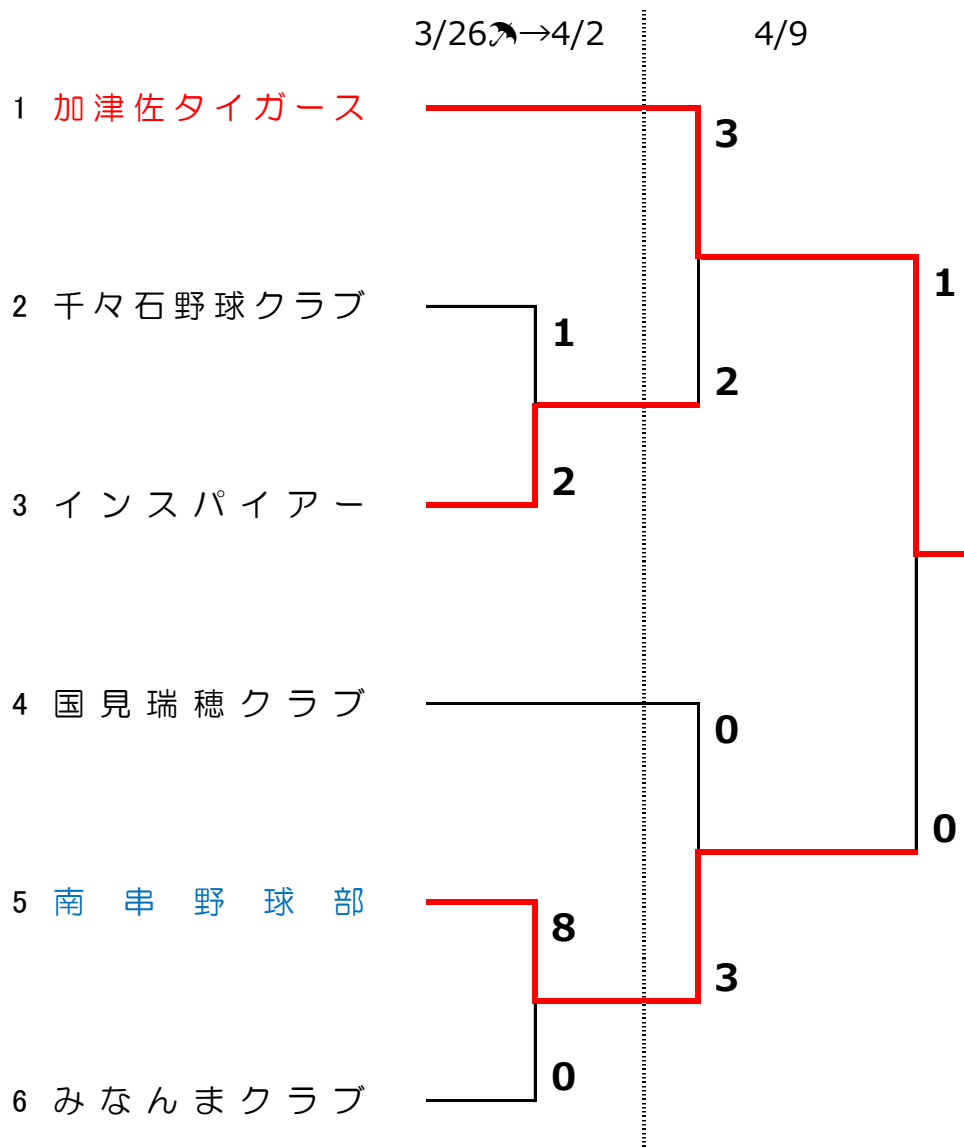 3/26☂→4/2 4/9
1 加津佐タイガース
3
1
2 千々石野球クラブ
1
2
3 インスパイアー
2
4 国見瑞穂クラブ
0
0
5 南串野球部
8
3
6 みなんまクラブ
0